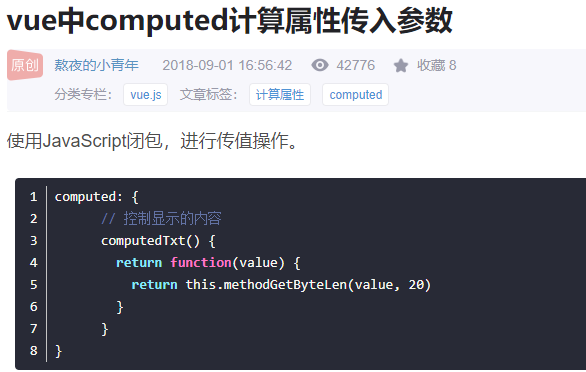 vue中computed计算属性传入参数
原创 熬夜的小青年 2018-09-01 16:56:42 42776 收藏 8
分类专栏： vue.js 文章标签： 计算属性 computed
使用JavaScript闭包，进行传值操作。
1 computed: {
2 // 控制显示的内容
3 computedTxt() {
4 return function(value) {
5 return this.methodGetByteLen(value, 20)
6 }
7 }
8 }